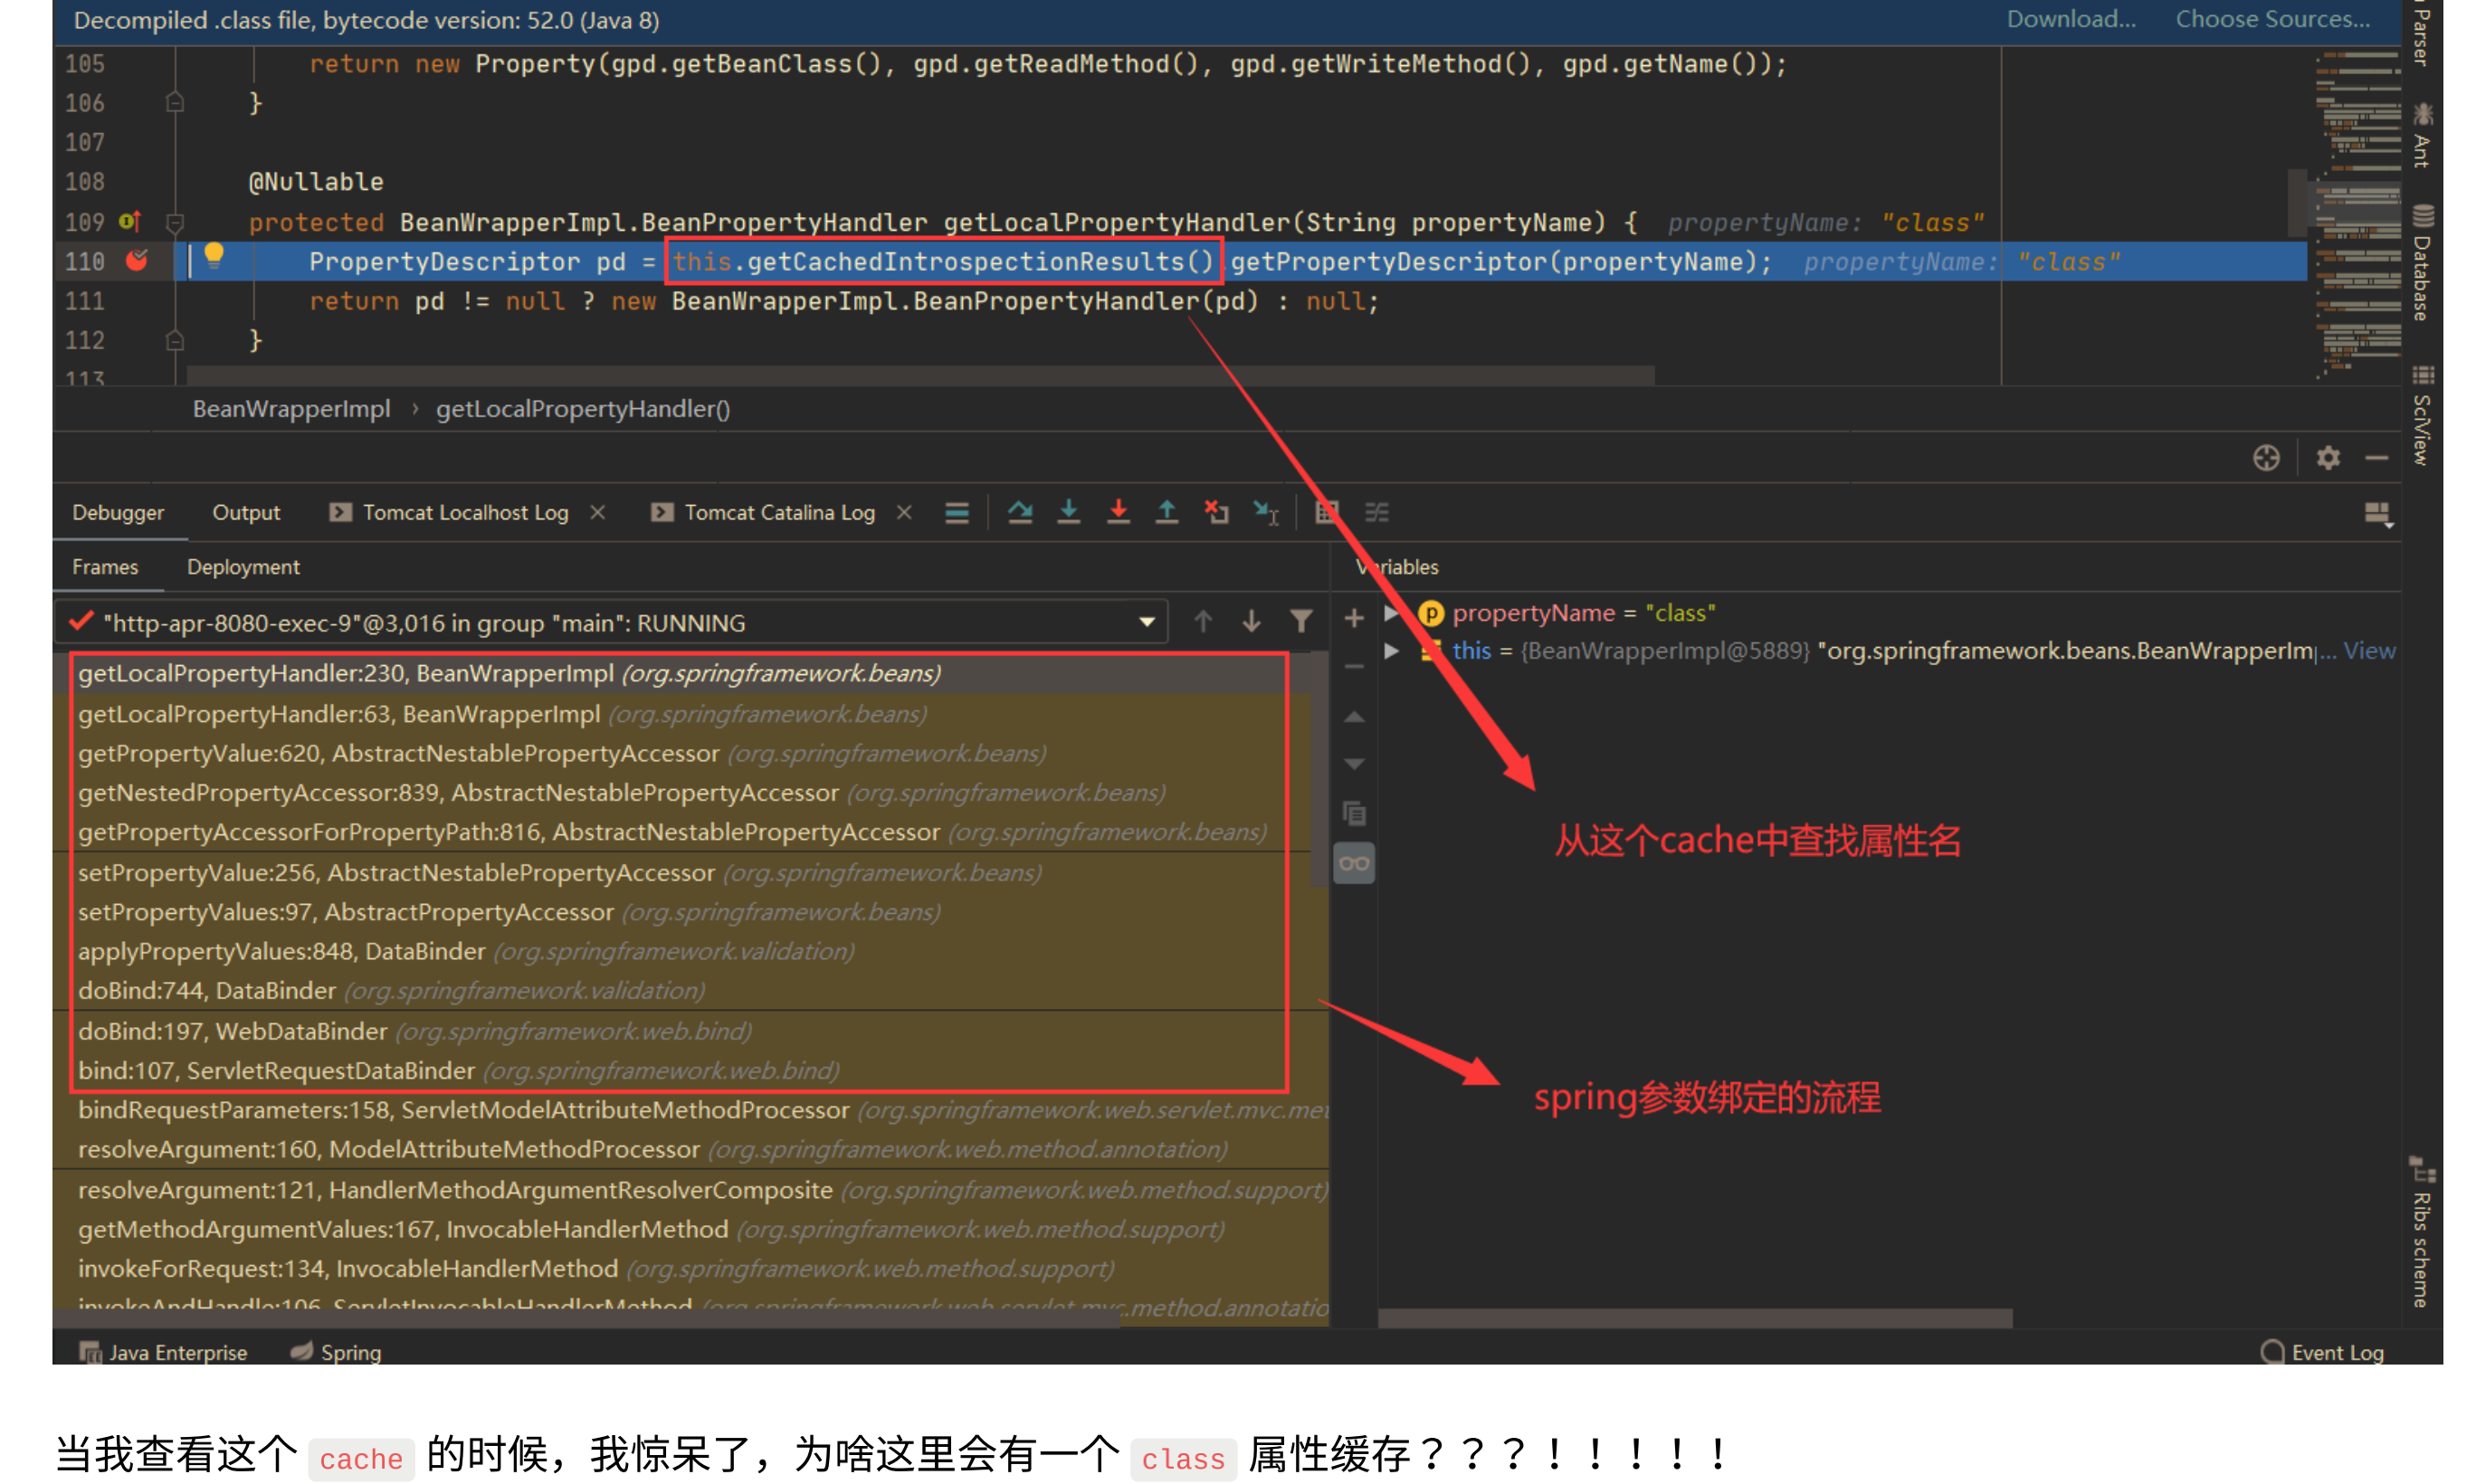 Decompiled .class file, bytecode version: 52.0 (Java 8)
Download...
Choose Sources...
105 return new Property(gpd.getBeanClass(), gpd.getReadMethod(), gpd.getWriteMethod(), gpd.getName());
106 }
107
108 @Nullable
109 protected BeanWrapperImpl.BeanPropertyHandler getLocalPropertyHandler(String propertyName) { propertyName: "class"
110 PropertyDescriptor pd = this.getCachedIntrospectionResults().getPropertyDescriptor(propertyName); propertyName: "class"
111 return pd != null ? new BeanWrapperImpl.BeanPropertyHandler(pd) : null;
112 }
113
BeanWrapperImpl › getLocalPropertyHandler()
Parser
Ant
Database
SciView
Debugger Output Tomcat Localhost Log × Tomcat Catalina Log ×
Frames Deployment
Variables
"http-apr-8080-exec-9"@3,016 in group "main": RUNNING
propertyName = "class"
this = {BeanWrapperImpl@5889} "org.springframework.beans.BeanWrapperImp... View
getLocalPropertyHandler:230, BeanWrapperImpl (org.springframework.beans)
getLocalPropertyHandler:63, BeanWrapperImpl (org.springframework.beans)
getPropertyValue:620, AbstractNestablePropertyAccessor (org.springframework.beans)
getNestedPropertyAccessor:839, AbstractNestablePropertyAccessor (org.springframework.beans)
getPropertyAccessorForPropertyPath:816, AbstractNestablePropertyAccessor (org.springframework.beans)
setPropertyValue:256, AbstractNestablePropertyAccessor (org.springframework.beans)
setPropertyValues:97, AbstractPropertyAccessor (org.springframework.beans)
applyPropertyValues:848, DataBinder (org.springframework.validation)
doBind:744, DataBinder (org.springframework.validation)
doBind:197, WebDataBinder (org.springframework.web.bind)
bind:107, ServletRequestDataBinder (org.springframework.web.bind)
bindRequestParameters:158, ServletModelAttributeMethodProcessor (org.springframework.web.servlet.mvc.met
resolveArgument:160, ModelAttributeMethodProcessor (org.springframework.web.method.annotation)
resolveArgument:121, HandlerMethodArgumentResolverComposite (org.springframework.web.method.support)
getMethodArgumentValues:167, InvocableHandlerMethod (org.springframework.web.method.support)
invokeForRequest:134, InvocableHandlerMethod (org.springframework.web.method.support)
invokeAndHandle:106, ServletInvocableHandlerMethod (org.springframework.web.servlet.mvc.method.annotatio
从这个cache中查找属性名
spring参数绑定的流程
Ribs scheme
Java Enterprise Spring
Event Log
当我查看这个 cache 的时候，我惊呆了，为啥这里会有一个 class 属性缓存？？？！！！！！